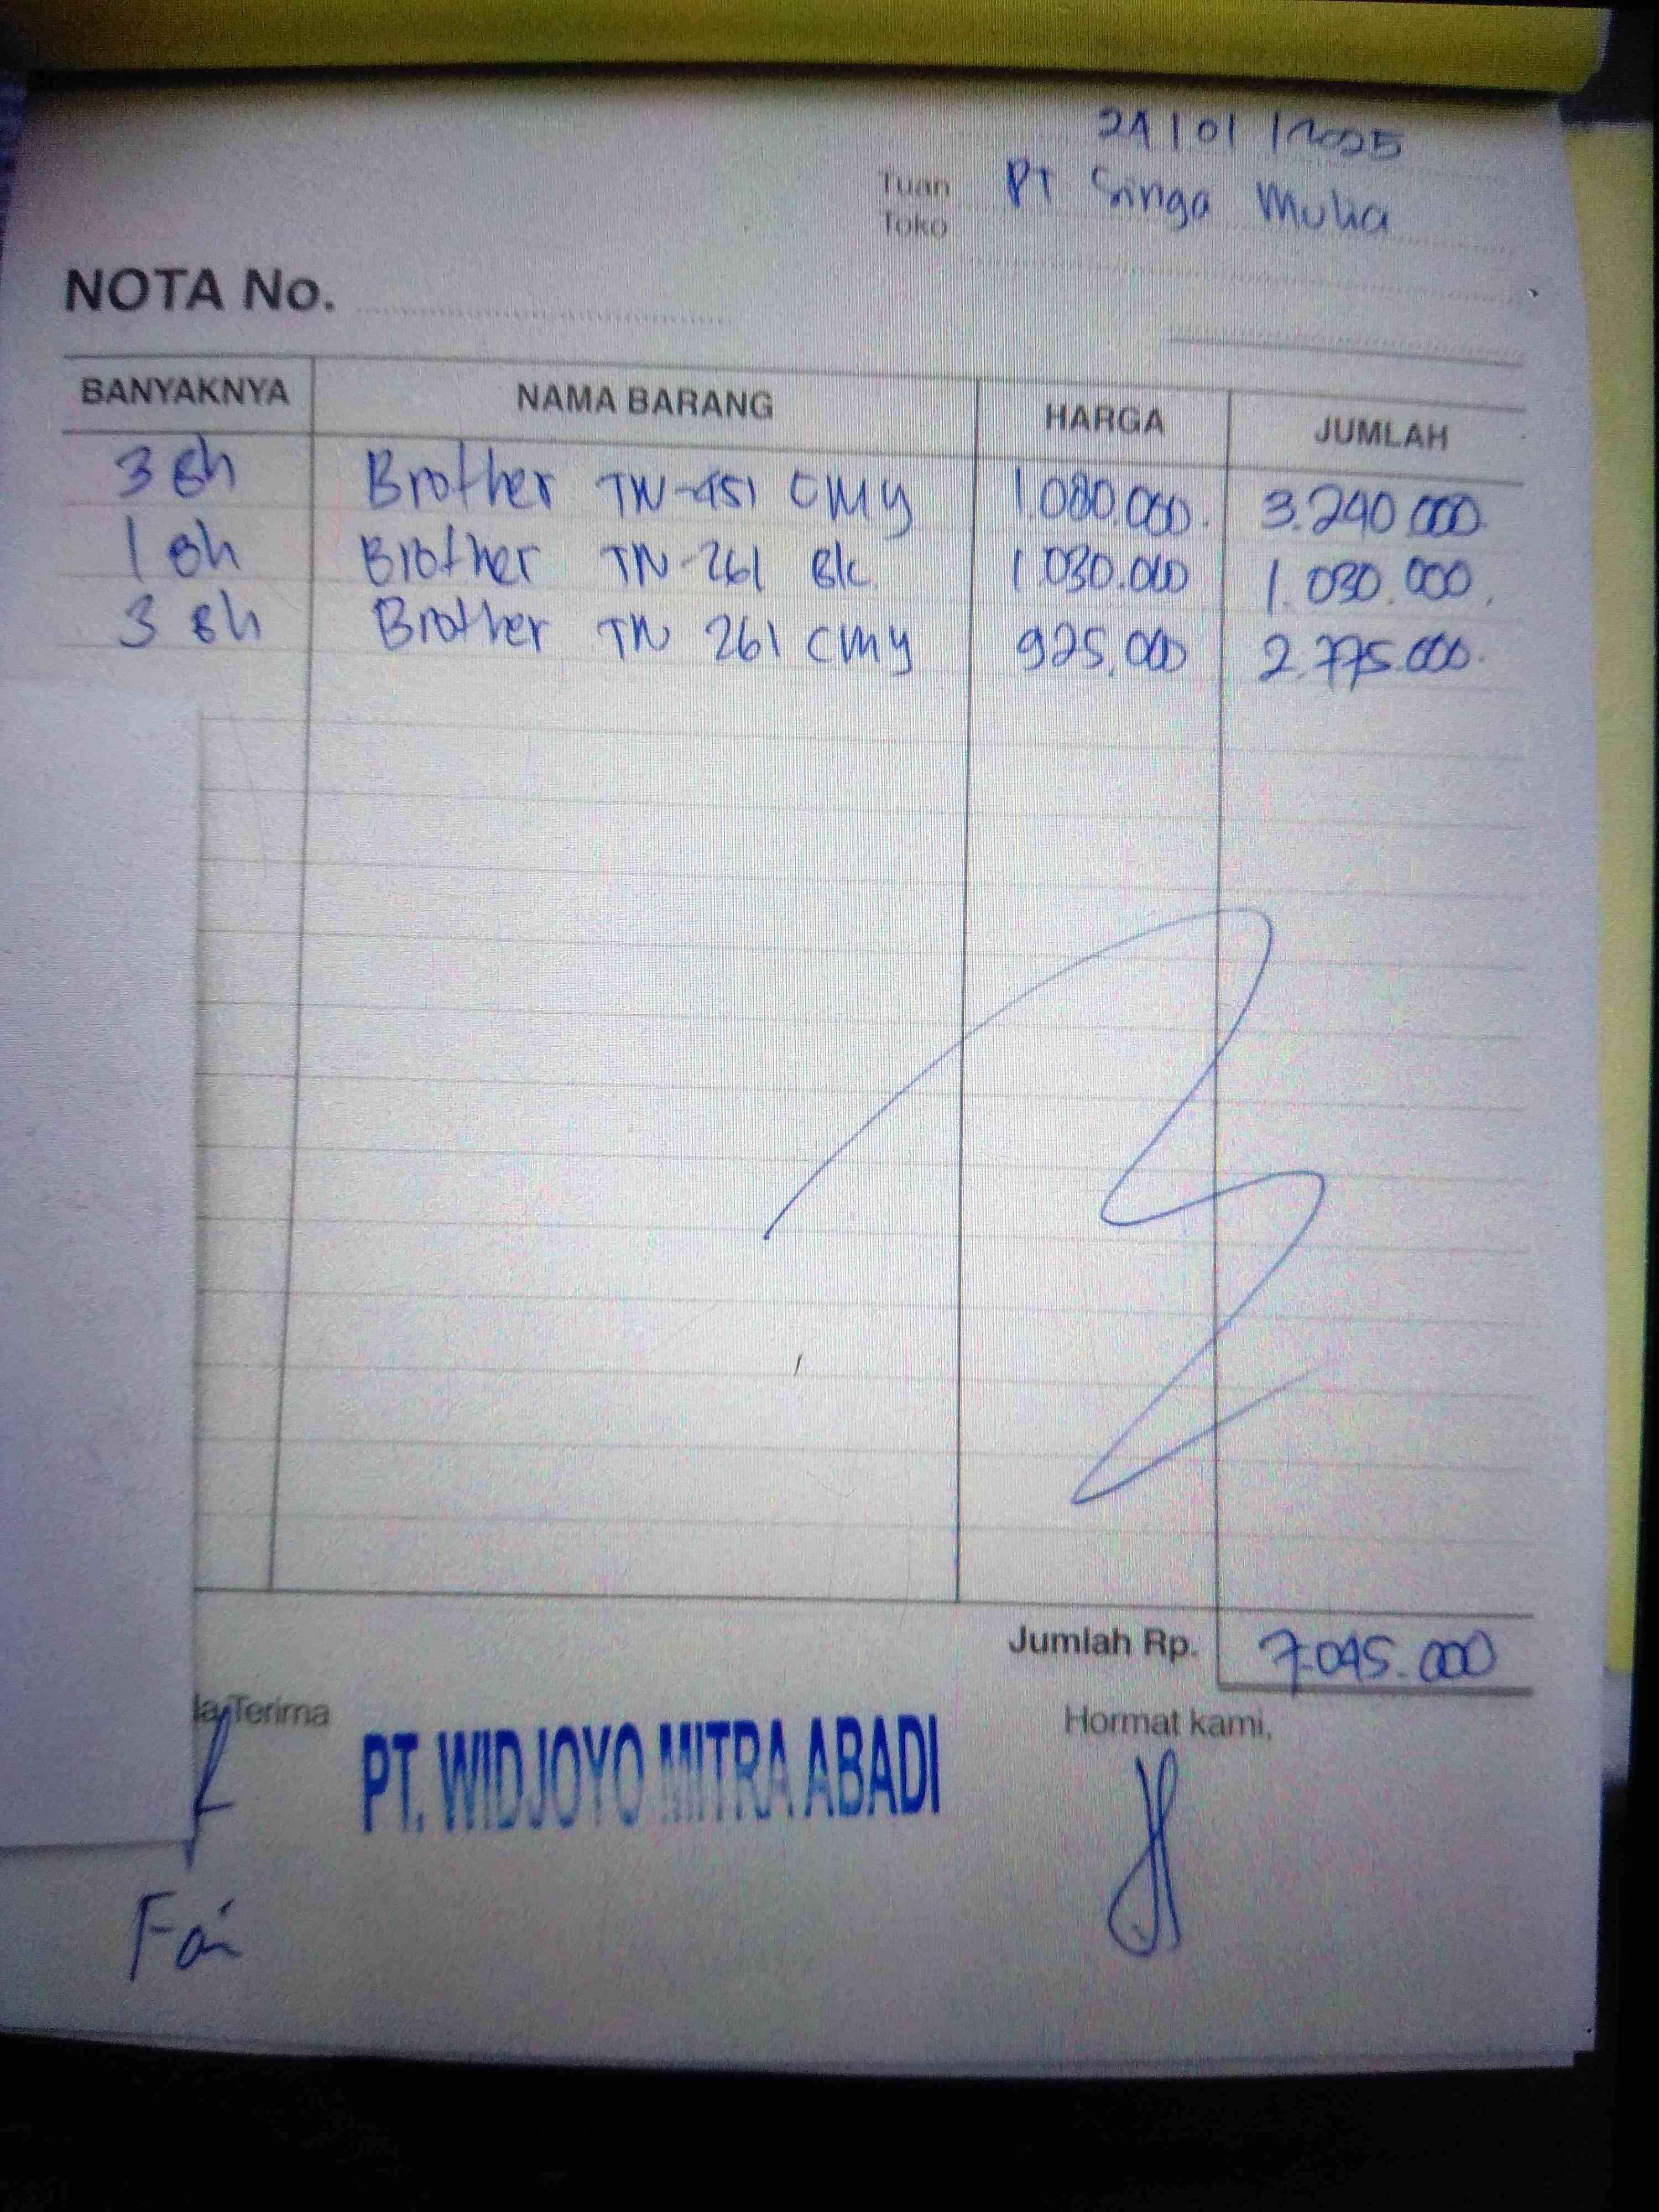 24/01/2025
Tuan PT Singa Mulia
Toko
NOTA No.
BANYAKNYA NAMA BARANG HARGA JUMLAH
3 Bh Brother TN-451 CMY 1.080.000. 3.240.000.
1 Bh Brother TN-261 Bk. 1.030.000 1.030.000.
3 Bh Brother TN 261 CMY 925.000 2.775.000.
Jumlah Rp. 7.045.000
Terima Hormat kami,
PT. WIDJOYO MITRA ABADI